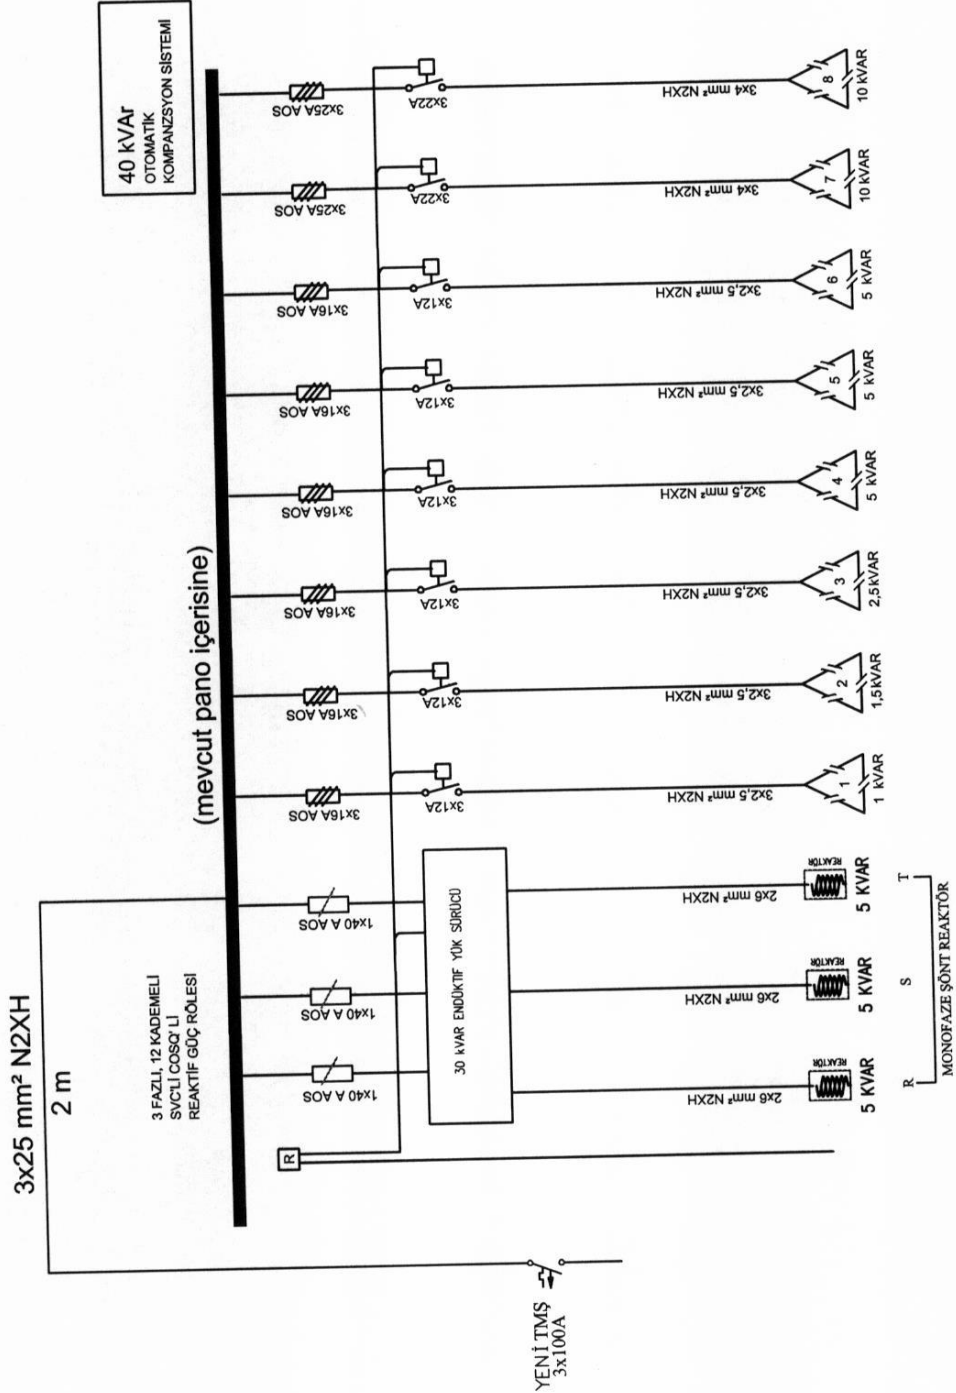 3x25 mm² N2XH
2 m
(mevcut pano içerisine)
40 kVAr
OTOMATİK
KOMPANZSYON SİSTEMİ
3 FAZLI, 12 KADEMELİ
SVC'Lİ COSQ' Lİ
REAKTİF GÜÇ RÖLESİ
YENİ TMŞ
3x100A
R
1x40 A AOS
1x40 A AOS
1x40 A AOS
3x16A AOS
3x16A AOS
3x16A AOS
3x16A AOS
3x16A AOS
3x16A AOS
3x25A AOS
3x25A AOS
30 kVAR ENDÜKTIF YÜK SÜRÜCÜ
3x12A
3x12A
3x12A
3x12A
3x12A
3x12A
3x22A
3x22A
2x6 mm² N2XH
2x6 mm² N2XH
2x6 mm² N2XH
3x2,5 mm² N2XH
3x2,5 mm² N2XH
3x2,5 mm² N2XH
3x2,5 mm² N2XH
3x2,5 mm² N2XH
3x2,5 mm² N2XH
3x4 mm² N2XH
3x4 mm² N2XH
REAKTÖR
REAKTÖR
REAKTÖR
1
2
3
4
5
6
7
8
5 KVAR
5 KVAR
5 KVAR
1 kVAR
1,5 kVAR
2,5 kVAR
5 kVAR
5 kVAR
5 kVAR
10 kVAR
10 kVAR
R
S
T
MONOFAZE ŞÖNT REAKTÖR